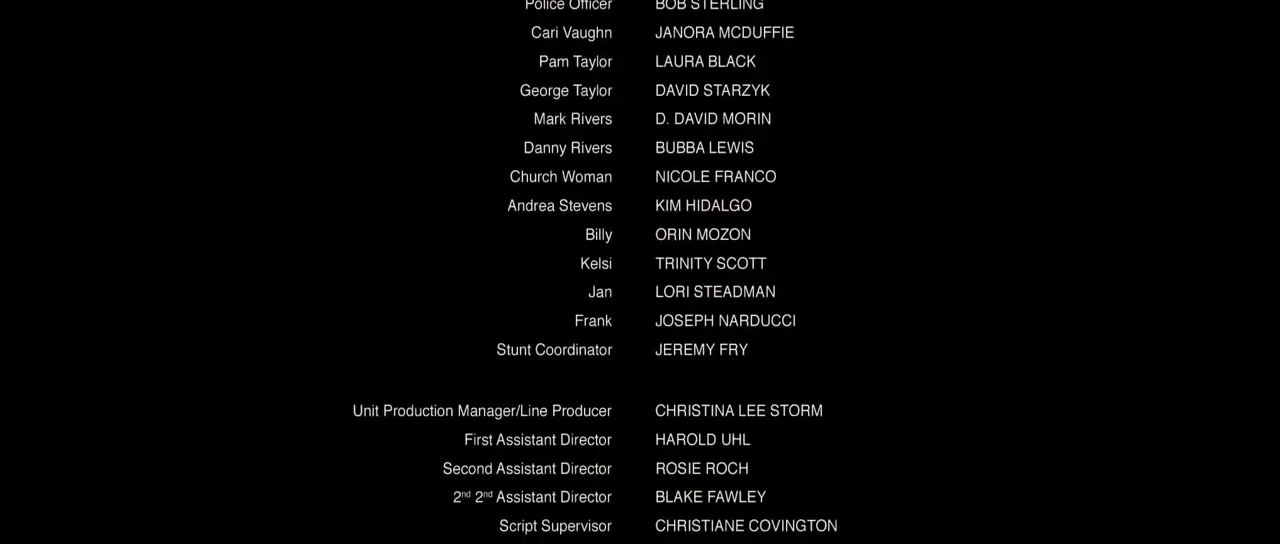 Police Officer BOB STERLING
Cari Vaughn JANORA MCDUFFIE
Pam Taylor LAURA BLACK
George Taylor DAVID STARZYK
Mark Rivers D. DAVID MORIN
Danny Rivers BUBBA LEWIS
Church Woman NICOLE FRANCO
Andrea Stevens KIM HIDALGO
Billy ORIN MOZON
Kelsi TRINITY SCOTT
Jan LORI STEADMAN
Frank JOSEPH NARDUCCI
Stunt Coordinator JEREMY FRY
Unit Production Manager/Line Producer CHRISTINA LEE STORM
First Assistant Director HAROLD UHL
Second Assistant Director ROSIE ROCH
2nd 2nd Assistant Director BLAKE FAWLEY
Script Supervisor CHRISTIANE COVINGTON